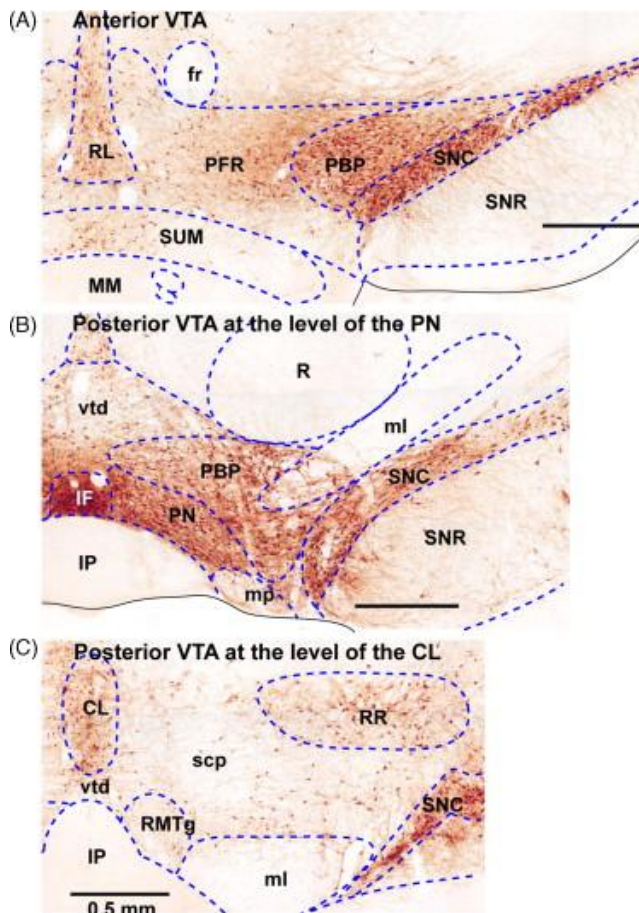 (A) Anterior VTA
fr
RL
PFR
PBP
SNC
SNR
SUM
MM
(B) Posterior VTA at the level of the PN
R
vtd
ml
PBP
SNC
IF
PN
SNR
IP
mp
(C) Posterior VTA at the level of the CL
CL
RR
scp
vtd
SNC
RMTg
IP
ml
0.5 mm